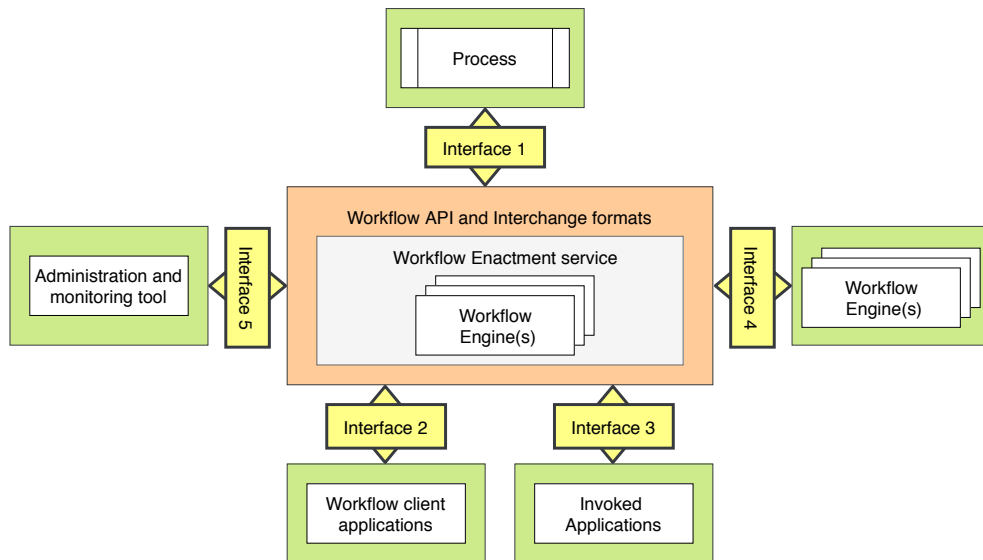 Process
Interface 1
Workflow API and Interchange formats
Workflow Enactment service
Workflow
Engine(s)
Administration and
monitoring tool
Interface 5
Interface 4
Workflow
Engine(s)
Interface 2
Interface 3
Workflow client
applications
Invoked
Applications